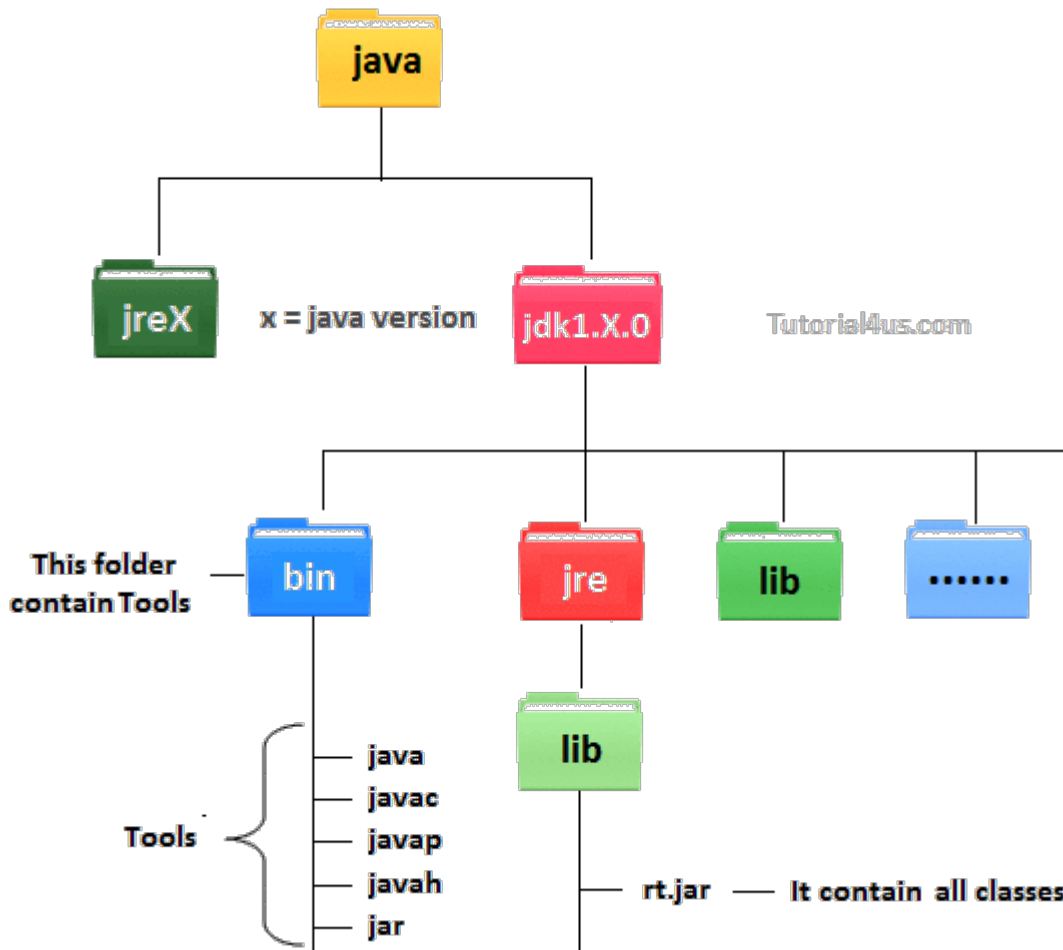 java
jreX
x = java version
jdk1.X.0
Tutorial4us.com
This folder
contain Tools
bin
jre
lib
......
lib
Tools
java
javac
javap
javah
jar
rt.jar
It contain all classes